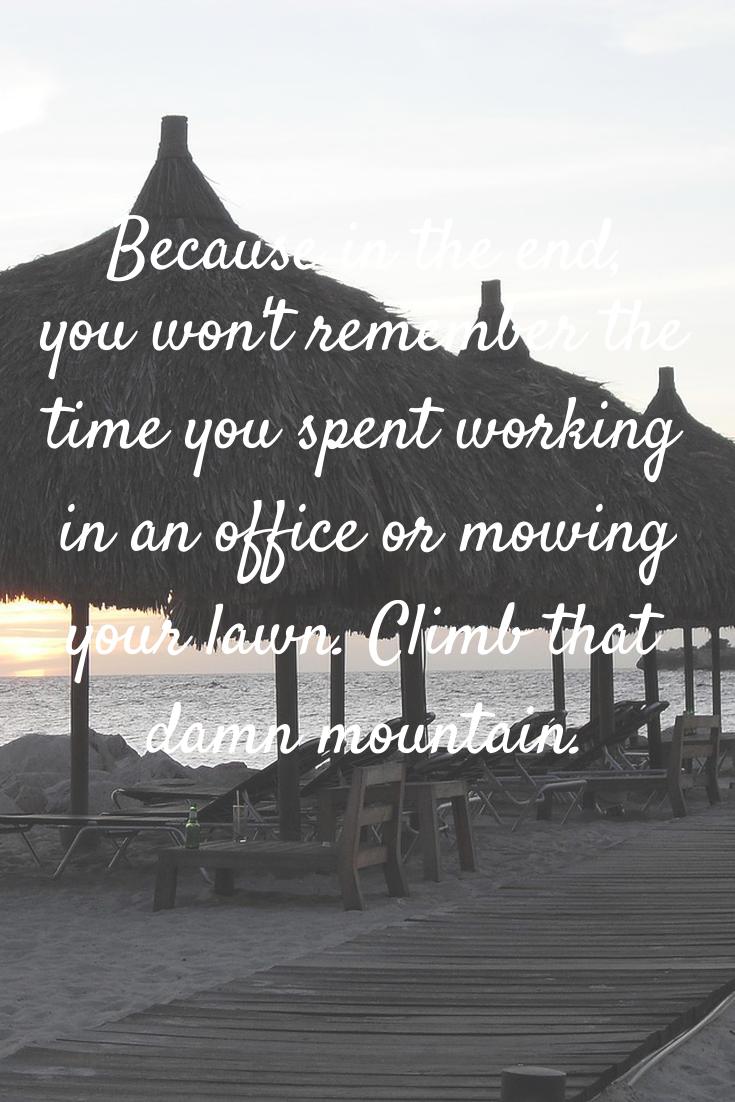 Because in the end,
you won't remember the
time you spent working
in an office or mowing
your lawn. Climb that
damn mountain.